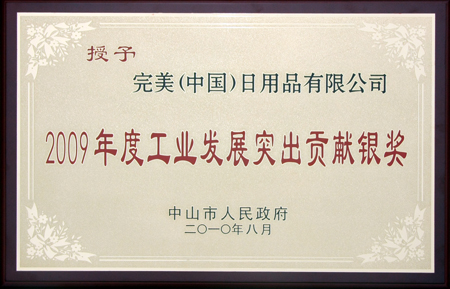 授予
完美(中国)日用品有限公司
2009年度工业发展突出贡献银奖
中山市人民政府
二〇一〇年八月